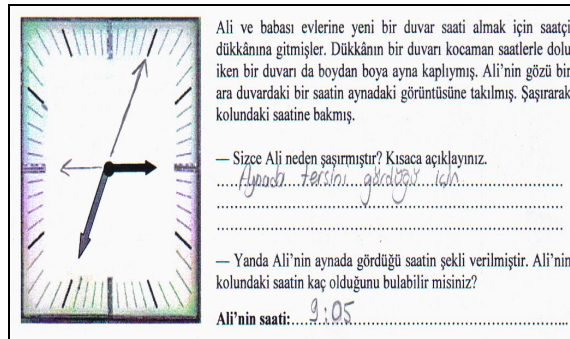 Ali ve babası evlerine yeni bir duvar saati almak için saatçi
dükkânına gitmişler. Dükkânın bir duvarı kocaman saatlerle dolu
iken bir duvarı da boydan boya ayna kaplıymış. Ali'nin gözü bir
ara duvardaki bir saatin aynadaki görüntüsüne takılmış. Şaşırarak
kolundaki saatine bakmış.
— Sizce Ali neden şaşırmıştır? Kısaca açıklayınız.
Aynada tersini gördüğü için
— Yanda Ali'nin aynada gördüğü saatin şekli verilmiştir. Ali'nin
kolundaki saatin kaç olduğunu bulabilir misiniz?
Ali'nin saati: 9:05